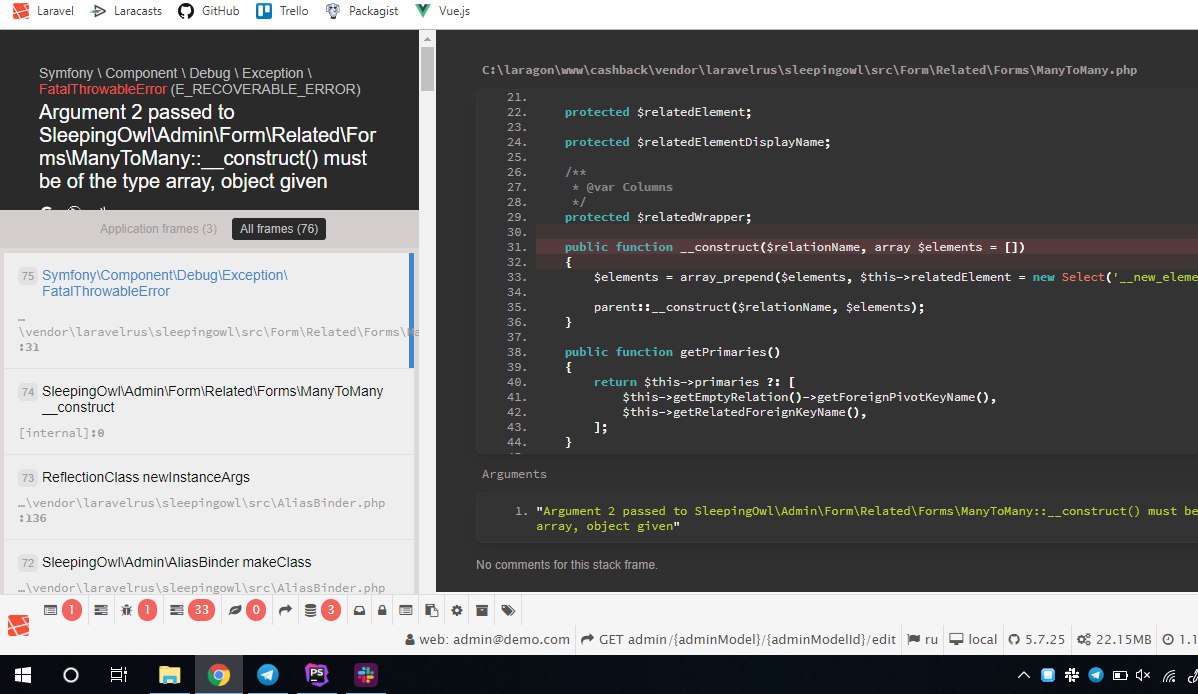 Laravel
Laracasts
GitHub
Trello
Packagist
Vue.js
Symfony \ Component \ Debug \ Exception \
FatalThrowableError (E_RECOVERABLE_ERROR)
Argument 2 passed to
SleepingOwl\Admin\Form\Related\For
ms\ManyToMany::__construct() must
be of the type array, object given
Application frames (3)
All frames (76)
75 Symfony\Component\Debug\Exception\
FatalThrowableError
…
\vendor\laravelrus\sleepingowl\src\Form\Related\Forms\
:31
74 SleepingOwl\Admin\Form\Related\Forms\ManyToMany
__construct
[internal]:0
73 ReflectionClass newInstanceArgs
…\vendor\laravelrus\sleepingowl\src\AliasBinder.php
:136
72 SleepingOwl\Admin\AliasBinder makeClass
…\vendor\laravelrus\sleepingowl\src\AliasBinder.php
C:\laragon\www\cashback\vendor\laravelrus\sleepingowl\src\Form\Related\Forms\ManyToMany.php
21.
22. protected $relatedElement;
23.
24. protected $relatedElementDisplayName;
25.
26. /**
27. * @var Columns
28. */
29. protected $relatedWrapper;
30.
31. public function __construct($relationName, array $elements = [])
32. {
33. $elements = array_prepend($elements, $this->relatedElement = new Select('__new_eleme
34.
35. parent::__construct($relationName, $elements);
36. }
37.
38. public function getPrimaries()
39. {
40. return $this->primaries ?: [
41. $this->getEmptyRelation()->getForeignPivotKeyName(),
42. $this->getRelatedForeignKeyName(),
43. ];
44. }
Arguments
1. "Argument 2 passed to SleepingOwl\Admin\Form\Related\Forms\ManyToMany::__construct() must be
array, object given"
No comments for this stack frame.
1
1
33
0
3
web: admin@demo.com
GET admin/{adminModel}/{adminModelId}/edit
ru
local
5.7.25
22.15MB
1.1
PS